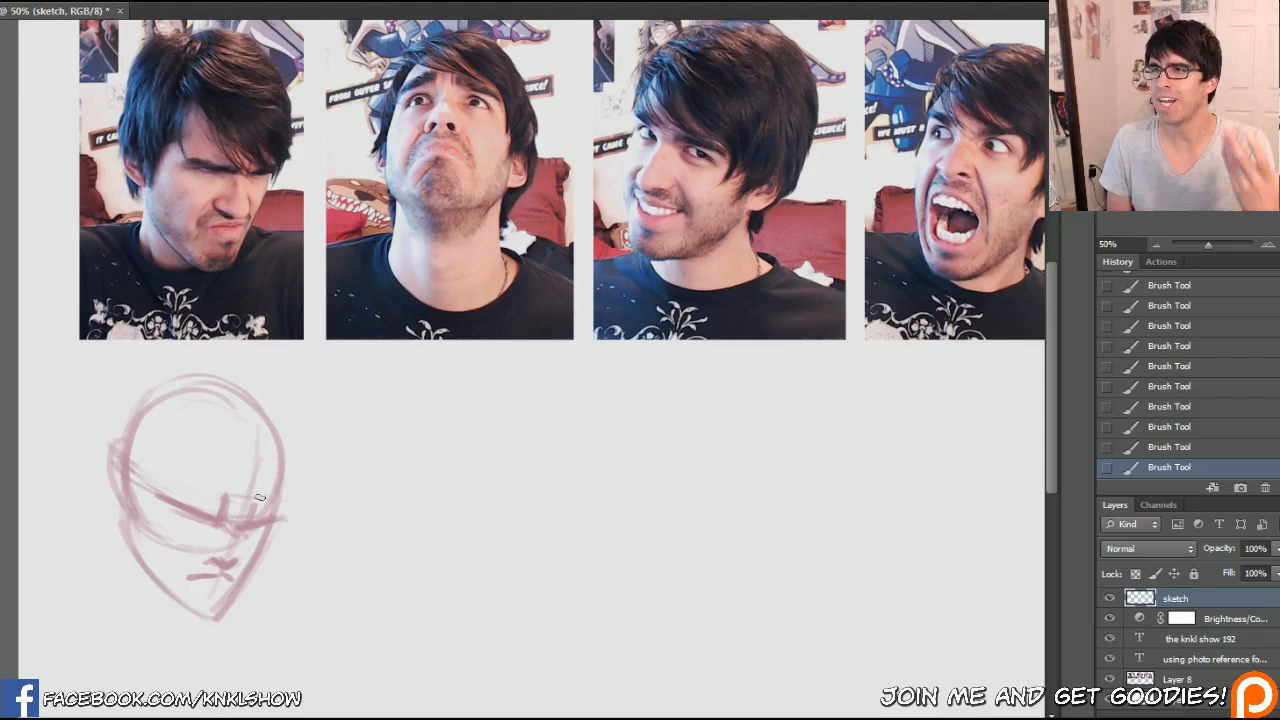 @ 50% (sketch, RGB/8) * ×
FROM OUTER
50%
History Actions
Brush Tool
Brush Tool
Brush Tool
Brush Tool
Brush Tool
Brush Tool
Brush Tool
Brush Tool
Brush Tool
Brush Tool
Layers Channels
Kind
Normal Opacity: 100%
Lock: Fill: 100%
sketch
Brightness/Co...
T the knkl show 192
T using photo reference fo...
Layer 8
f FACEBOOK.COM/KNKLSHOW
JOIN ME AND GET GOODIES!